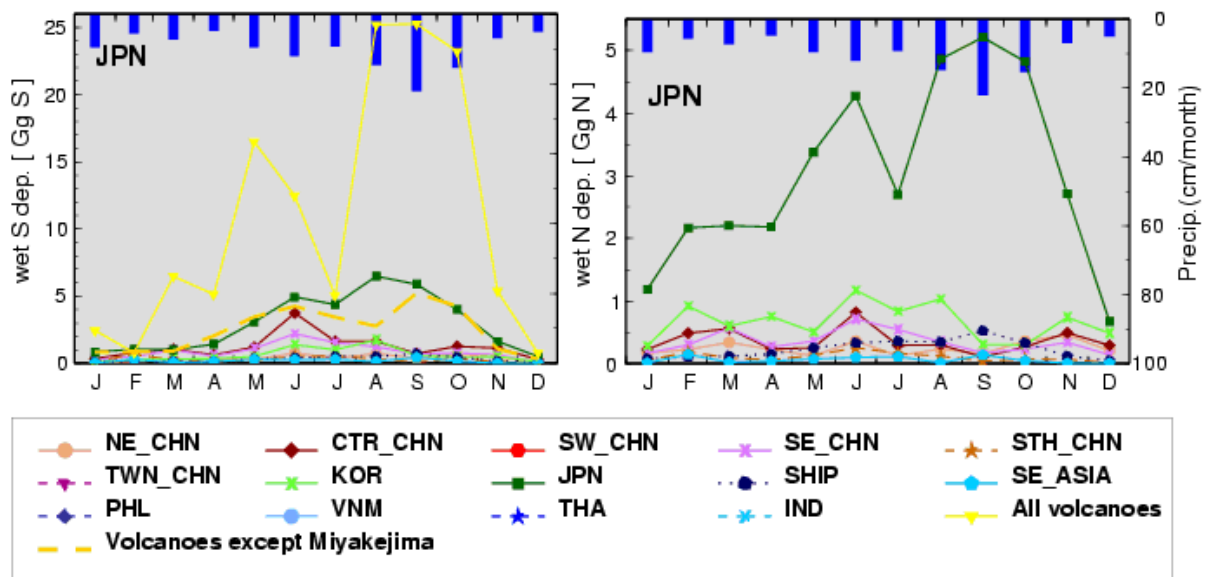 26
25
20
15
10
5
0
wet S dep. [ Gg S ]
JPN
J F M A M J J A S O N D
5
4
3
2
1
0
wet N dep. [ Gg N ]
JPN
J F M A M J J A S O N D
0
20
40
60
80
100
Precip.(cm/month)
NE_CHN CTR_CHN SW_CHN SE_CHN STH_CHN
TWN_CHN KOR JPN SHIP SE_ASIA
PHL VNM THA IND All volcanoes
Volcanoes except Miyakejima